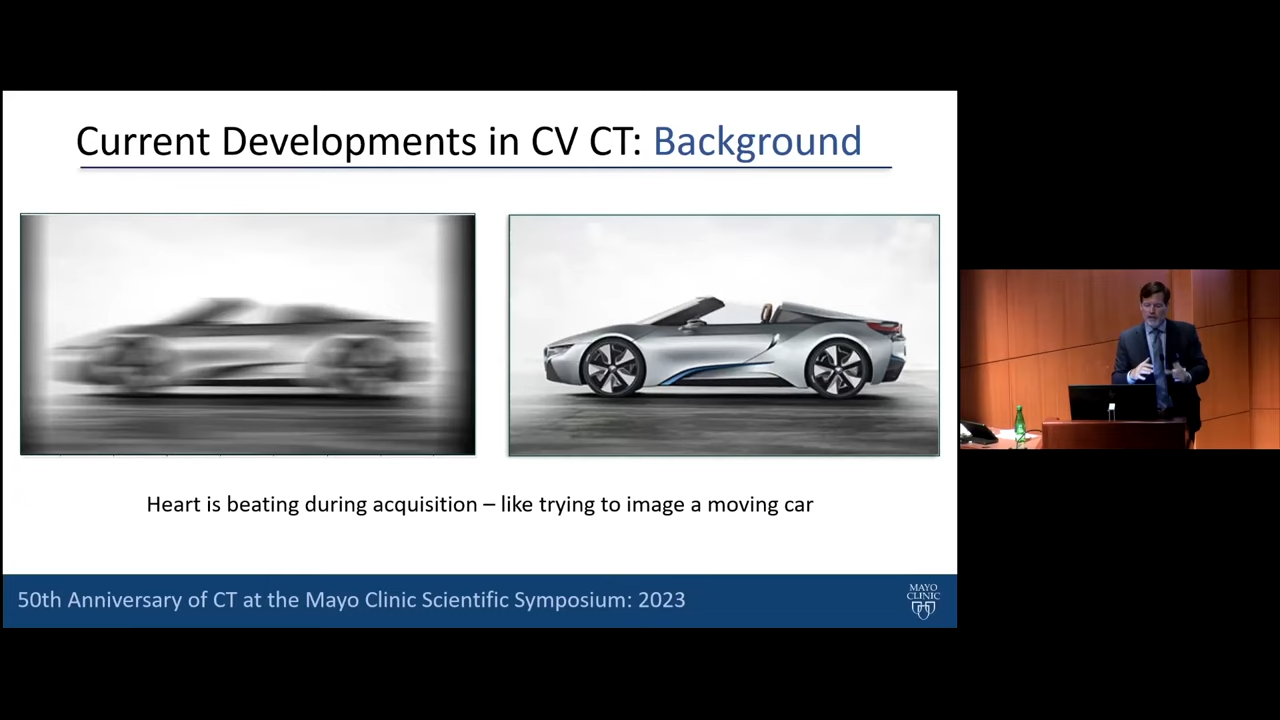 Current Developments in CV CT: Background
Heart is beating during acquisition – like trying to image a moving car
50th Anniversary of CT at the Mayo Clinic Scientific Symposium: 2023
MAYO
CLINIC